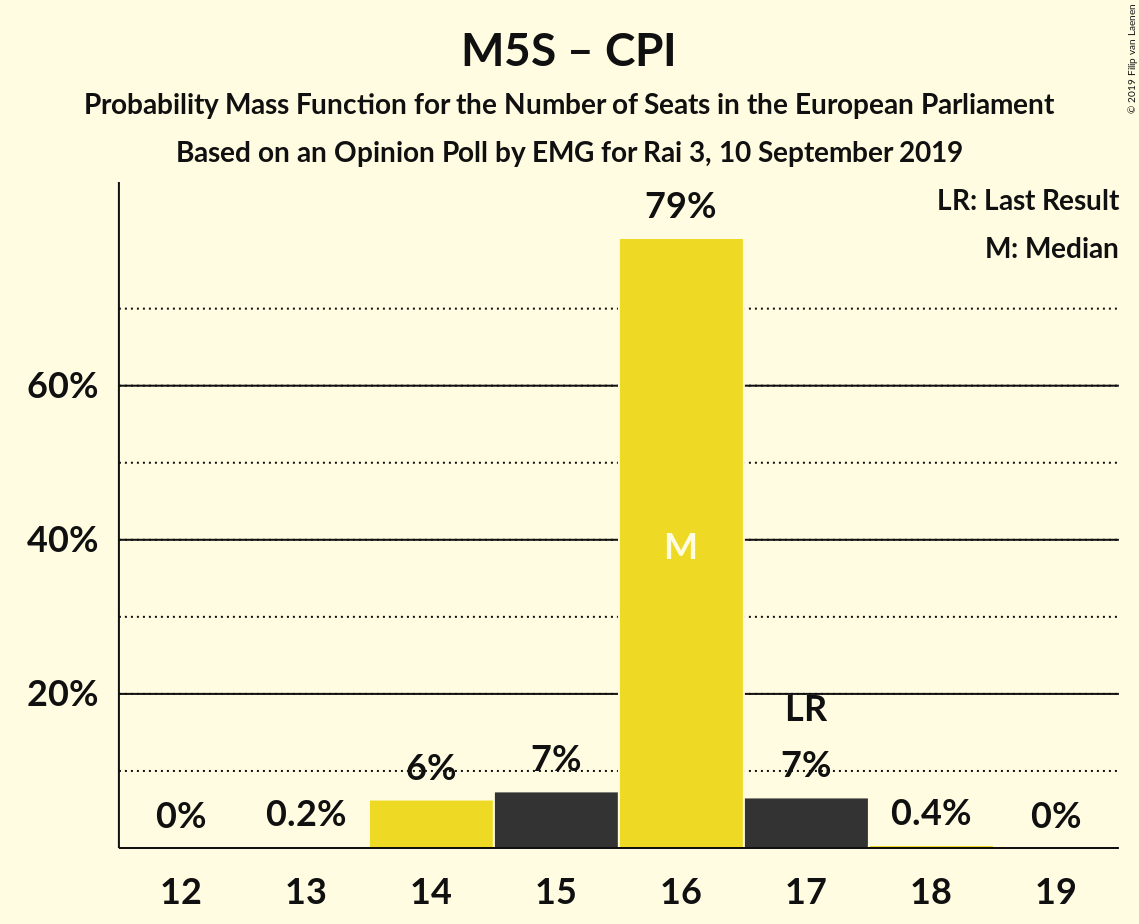 M5S – CPI
Probability Mass Function for the Number of Seats in the European Parliament
Based on an Opinion Poll by EMG for Rai 3, 10 September 2019
© 2019 Filip van Laenen
LR: Last Result
M: Median
79%
60%
40%
M
20%
LR
0%
0.2%
6%
7%
7%
0.4%
0%
12 13 14 15 16 17 18 19